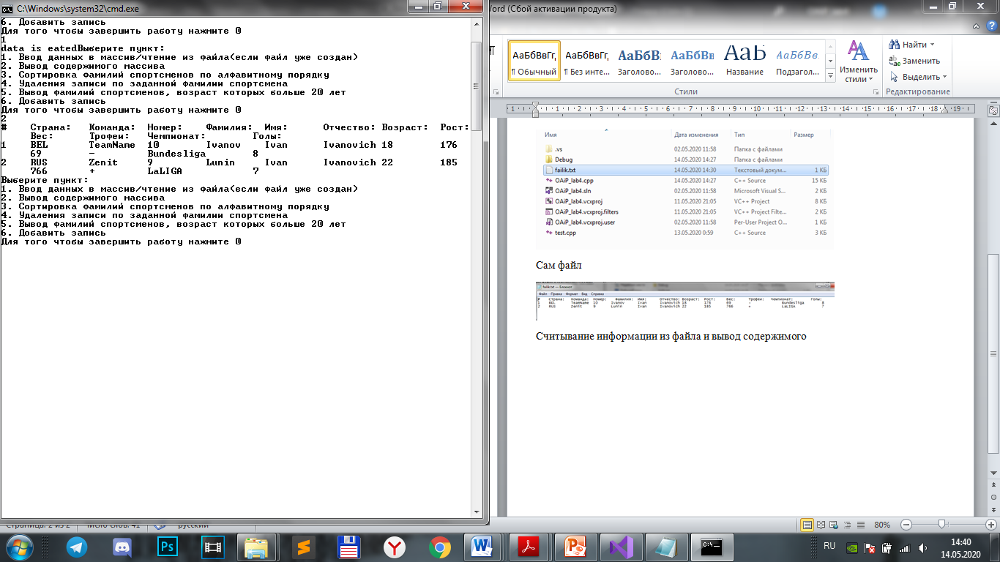 C:\Windows\system32\cmd.exe
6. Добавить запись
Для того чтобы завершить работу нажмите 0
1
data is eatedВыберите пункт:
1. Ввод данных в массив/чтение из файла(если файл уже создан)
2. Вывод содержимого массива
3. Сортировка фамилий спортсменов по алфавитному порядку
4. Удаления записи по заданной фамилии спортсмена
5. Вывод фамилий спортсменов, возраст которых больше 20 лет
6. Добавить запись
Для того чтобы завершить работу нажмите 0
2
# Страна: Команда: Номер: Фамилия: Имя: Отчество: Возраст: Рост:
Вес: Трофеи: Чемпионат: Голы:
1 BEL TeamName 10 Ivanov Ivan Ivanovich 18 176
69 - Bundesliga 8
2 RUS Zenit 9 Lunin Ivan Ivanovich 22 185
766 + LaLIGA 7
Выберите пункт:
1. Ввод данных в массив/чтение из файла(если файл уже создан)
2. Вывод содержимого массива
3. Сортировка фамилий спортсменов по алфавитному порядку
4. Удаления записи по заданной фамилии спортсмена
5. Вывод фамилий спортсменов, возраст которых больше 20 лет
6. Добавить запись
Для того чтобы завершить работу нажмите 0
Word (Сбой активации продукта)
АаБбВвГг, АаБбВвГг, АаБбВ АаБбВв АаБ АаБбВв.
¶ Обычный ¶ Без инте... Заголово... Заголово... Название Подзагол...
Изменить стили
Найти
Заменить
Выделить
Стили
Редактирование
1 1 2 3 4 5 6 7 8 9 10 11 12 13 14 15 16 17 18 19
Имя Дата изменения Тип Размер
.vs 02.05.2020 11:58 Папка с файлами
Debug 14.05.2020 14:27 Папка с файлами
failik.txt 14.05.2020 14:30 Текстовый докум... 1 КБ
OAiP_lab4.cpp 14.05.2020 14:27 C++ Source 15 КБ
OAiP_lab4.sln 02.05.2020 11:58 Microsoft Visual S... 2 КБ
OAiP_lab4.vcxproj 11.05.2020 21:05 VC++ Project 8 КБ
OAiP_lab4.vcxproj.filters 11.05.2020 21:05 VC++ Project Filte... 2 КБ
OAiP_lab4.vcxproj.user 02.05.2020 11:58 Per-User Project O... 1 КБ
test.cpp 13.05.2020 0:59 C++ Source 3 КБ
Сам файл
failik.txt — Блокнот
Файл Правка Формат Вид Справка
# Страна: Команда: Номер: Фамилия: Имя: Отчество: Возраст: Рост: Вес: Трофеи: Чемпионат: Голы:
1 BEL TeamName 10 Ivanov Ivan Ivanovich 18 176 69 - Bundesliga 8
2 RUS Zenit 9 Lunin Ivan Ivanovich 22 185 766 + LaLIGA 7
Считывание информации из файла и вывод содержимого
Страница: 2 из 2 Число слов: 41 русский
80%
Ps
RU
14:40
14.05.2020